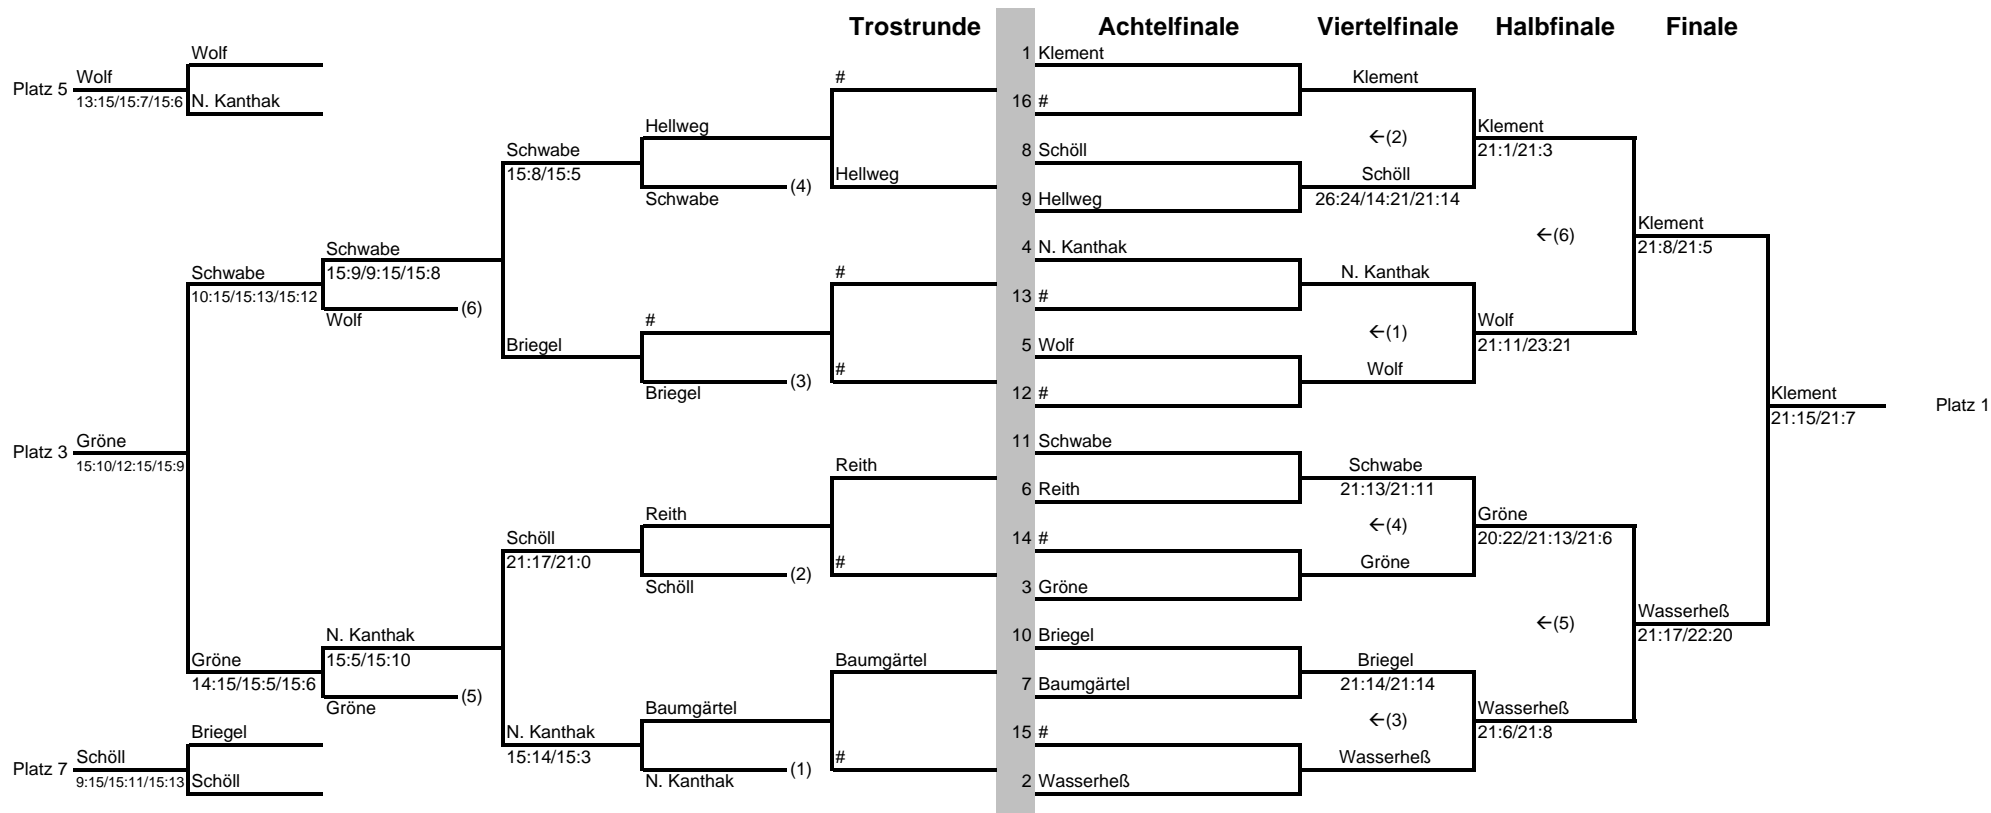 Trostrunde Achtelfinale Viertelfinale Halbfinale Finale
Wolf 1 Klement
Platz 5 Wolf # Klement
13:15/15:7/15:6 N. Kanthak 16 #
Hellweg ←(2) Klement
Schwabe 8 Schöll 21:1/21:3
15:8/15:5 (4) Hellweg Schöll
Schwabe 9 Hellweg 26:24/14:21/21:14
Klement
Schwabe 4 N. Kanthak ←(6) 21:8/21:5
Schwabe 15:9/9:15/15:8 # N. Kanthak
10:15/15:13/15:12 (6) 13 #
Wolf # Wolf
Briegel 5 Wolf ←(1) 21:11/23:21
(3) # Wolf
Briegel 12 # Klement
Platz 1
21:15/21:7
Platz 3 Gröne 11 Schwabe
15:10/12:15/15:9 Reith Schwabe
6 Reith 21:13/21:11
Reith ←(4) Gröne
Schöll 14 # 20:22/21:13/21:6
21:17/21:0 (2) # Gröne
Schöll 3 Gröne
Wasserheß
N. Kanthak 10 Briegel ←(5) 21:17/22:20
Gröne 15:5/15:10 Baumgärtel Briegel
14:15/15:5/15:6 (5) 7 Baumgärtel 21:14/21:14
Gröne Baumgärtel ←(3) Wasserheß
Briegel N. Kanthak 15 # 21:6/21:8
Platz 7 Schöll 15:14/15:3 (1) # Wasserheß
9:15/15:11/15:13 Schöll N. Kanthak 2 Wasserheß